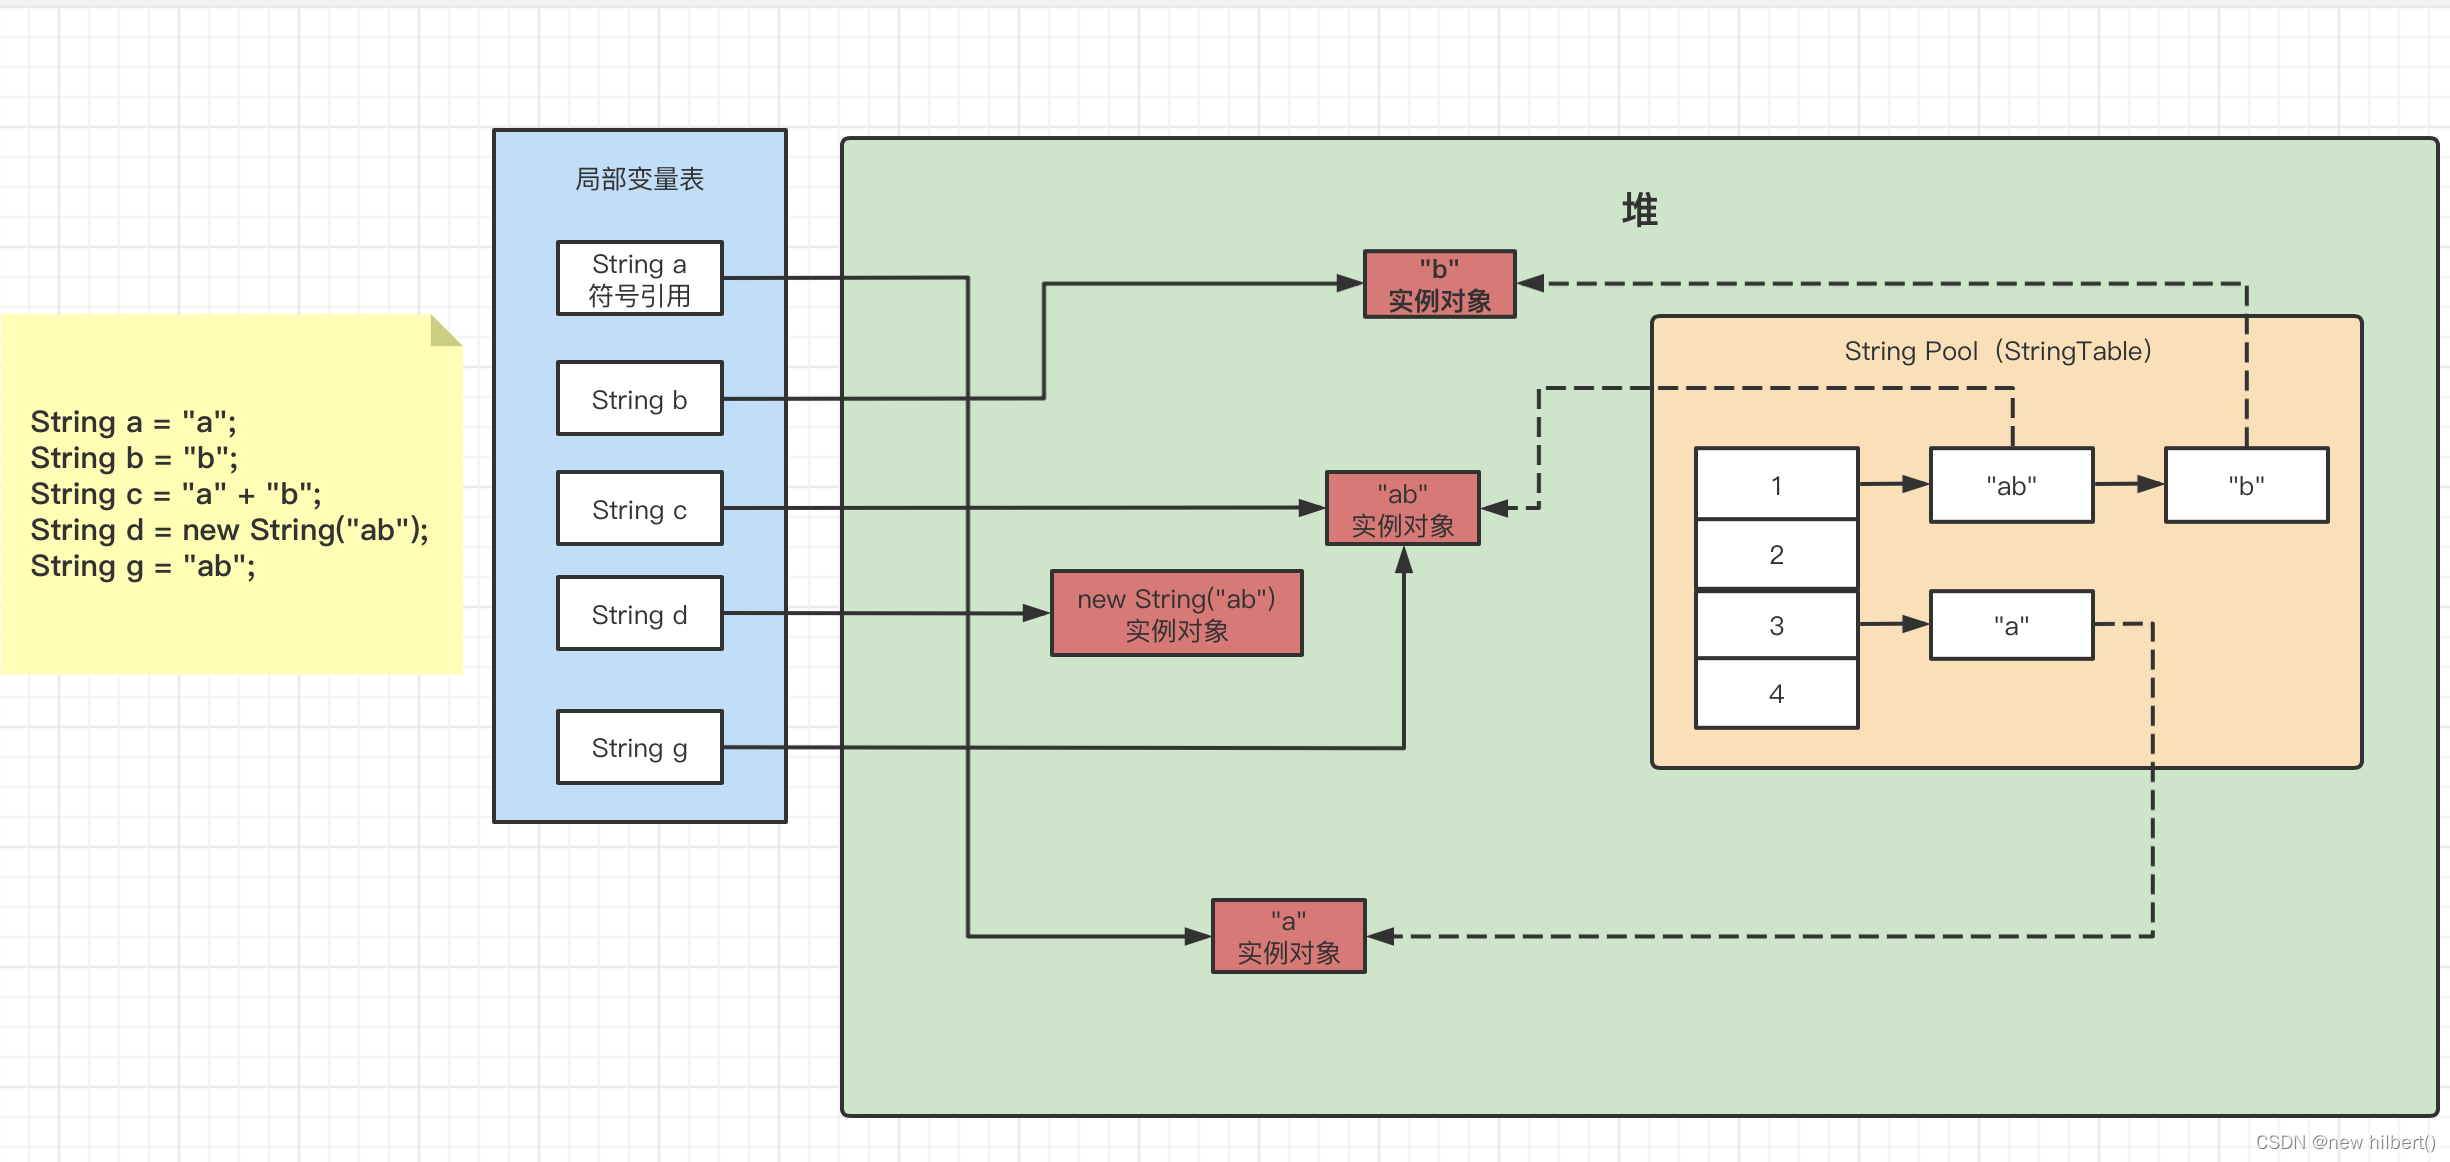 String a = "a";
String b = "b";
String c = "a" + "b";
String d = new String("ab");
String g = "ab";
局部变量表
String a
符号引用
String b
String c
String d
String g
堆
"b"
实例对象
"ab"
实例对象
new String("ab")
实例对象
"a"
实例对象
String Pool（StringTable）
1
"ab"
"b"
2
3
"a"
4
CSDN @new hilbert()